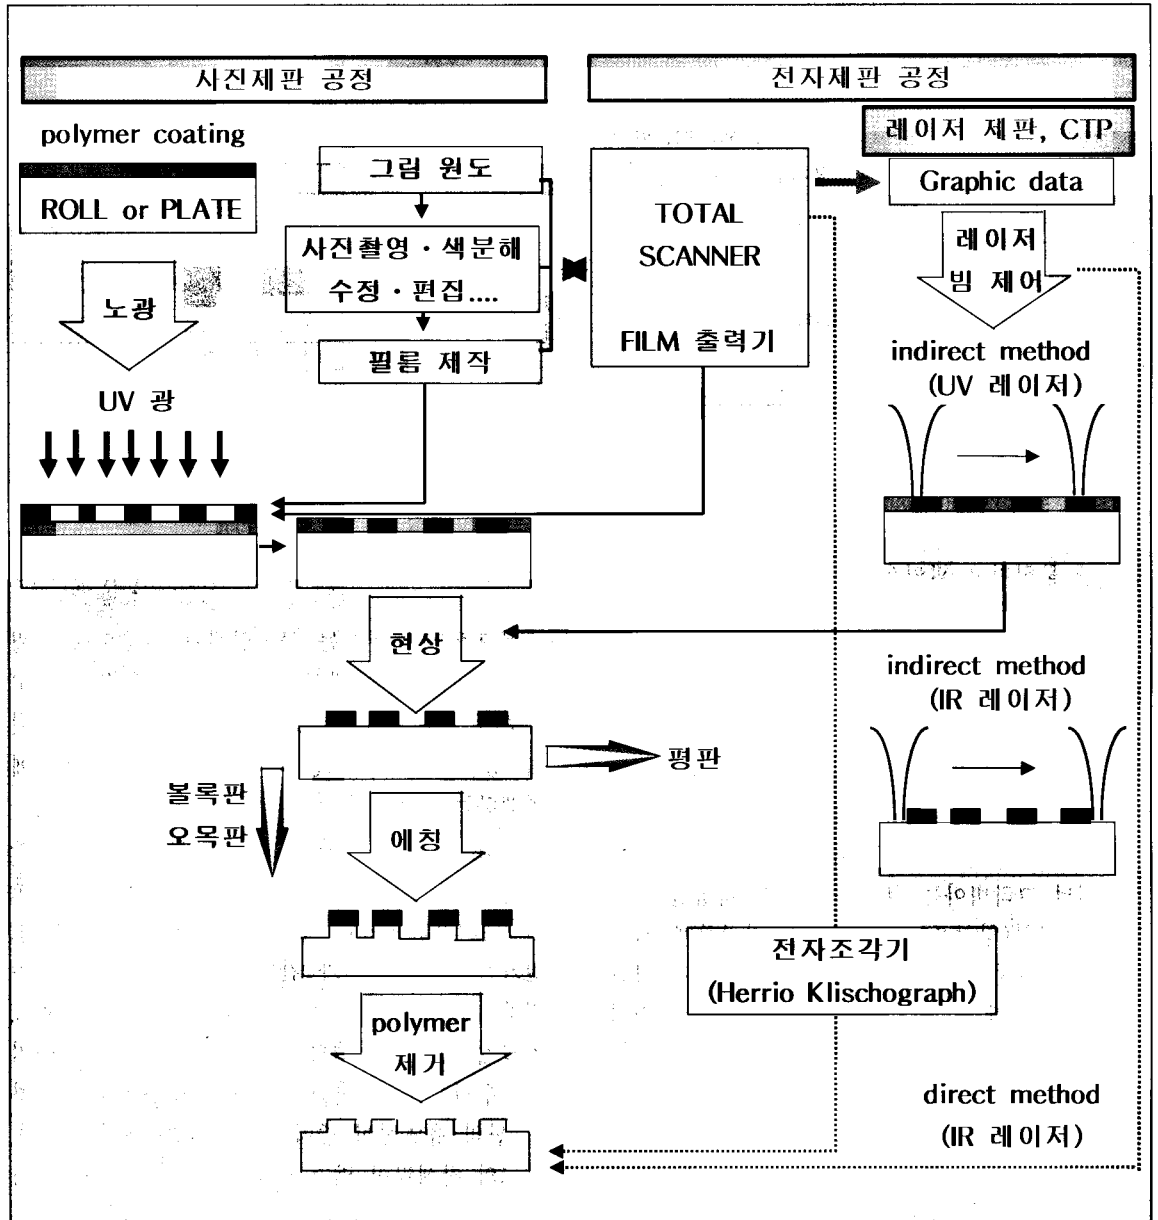 사진제판 공정
전자제판 공정
레이저 제판, CTP
polymer coating
ROLL or PLATE
노광
UV 광
그림 원도
사진촬영 · 색분해
수정 · 편집....
필름 제작
TOTAL
SCANNER
FILM 출력기
Graphic data
레이저
빔 제어
indirect method
(UV 레이저)
현상
indirect method
(IR 레이저)
평판
볼록판
오목판
에칭
전자조각기
(Herrio Klischograph)
polymer
제거
direct method
(IR 레이저)